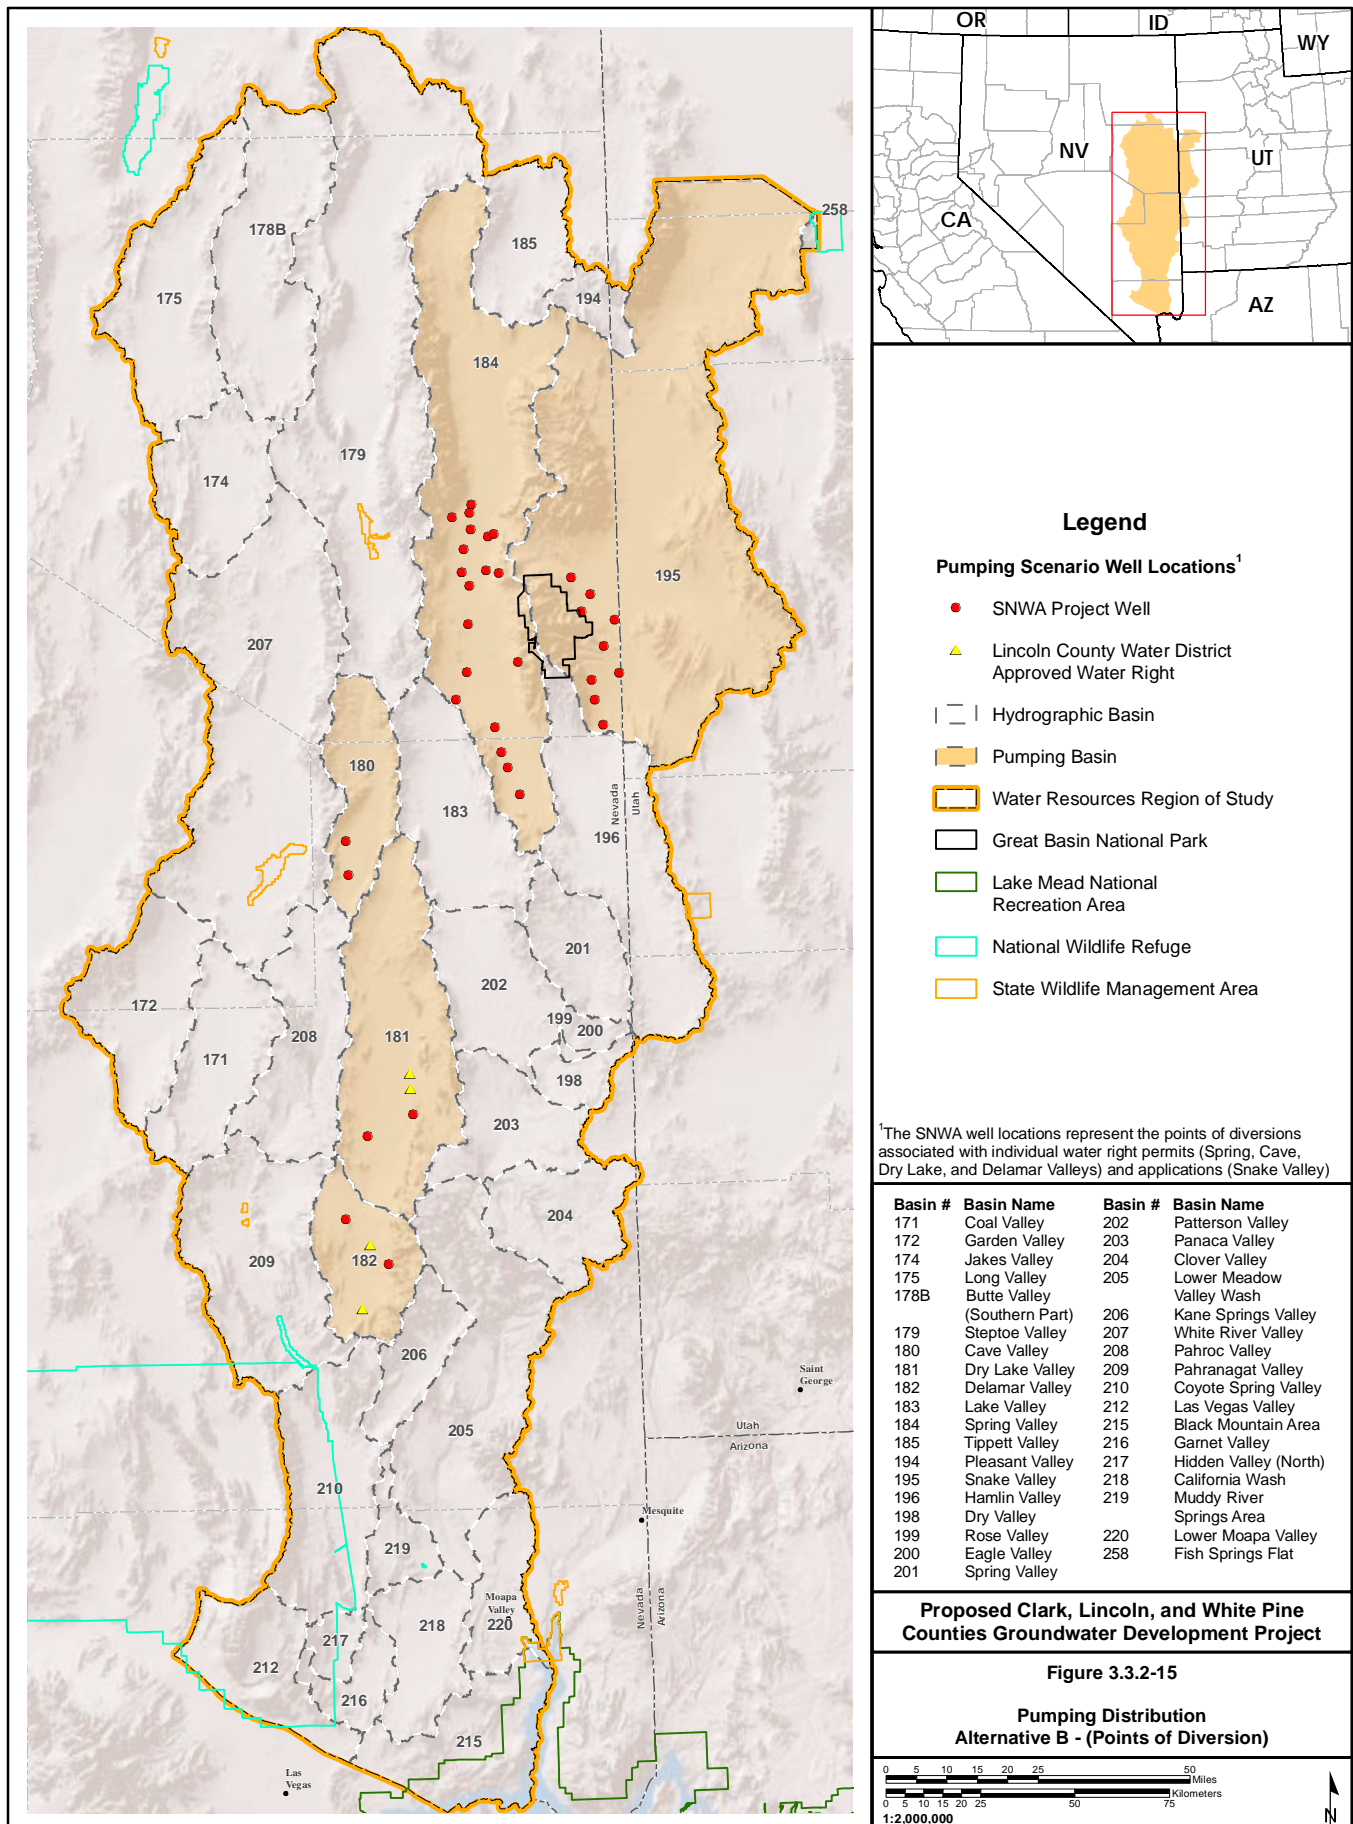 258
178B
185
175
194
184
179
174
195
207
180
183
Nevada
Utah
196
201
202
172
199
200
181
208
171
198
203
204
209
182
206
Saint
George
205
Utah
Arizona
210
Mesquite
219
Moapa
Valley
218
220
Nevada
Arizona
217
212
216
215
Las
Vegas
OR
ID
WY
NV
UT
CA
AZ
Legend
Pumping Scenario Well Locations1
SNWA Project Well
Lincoln County Water District
Approved Water Right
Hydrographic Basin
Pumping Basin
Water Resources Region of Study
Great Basin National Park
Lake Mead National
Recreation Area
National Wildlife Refuge
State Wildlife Management Area
1The SNWA well locations represent the points of diversions
associated with individual water right permits (Spring, Cave,
Dry Lake, and Delamar Valleys) and applications (Snake Valley)
Basin # Basin Name Basin # Basin Name
171 Coal Valley 202 Patterson Valley
172 Garden Valley 203 Panaca Valley
174 Jakes Valley 204 Clover Valley
175 Long Valley 205 Lower Meadow
178B Butte Valley Valley Wash
(Southern Part) 206 Kane Springs Valley
179 Steptoe Valley 207 White River Valley
180 Cave Valley 208 Pahroc Valley
181 Dry Lake Valley 209 Pahranagat Valley
182 Delamar Valley 210 Coyote Spring Valley
183 Lake Valley 212 Las Vegas Valley
184 Spring Valley 215 Black Mountain Area
185 Tippett Valley 216 Garnet Valley
194 Pleasant Valley 217 Hidden Valley (North)
195 Snake Valley 218 California Wash
196 Hamlin Valley 219 Muddy River
198 Dry Valley Springs Area
199 Rose Valley 220 Lower Moapa Valley
200 Eagle Valley 258 Fish Springs Flat
201 Spring Valley
Proposed Clark, Lincoln, and White Pine
Counties Groundwater Development Project
Figure 3.3.2-15
Pumping Distribution
Alternative B - (Points of Diversion)
0 5 10 15 20 25 50
Miles
Kilometers
0 5 10 15 20 25 50 75
1:2,000,000
N